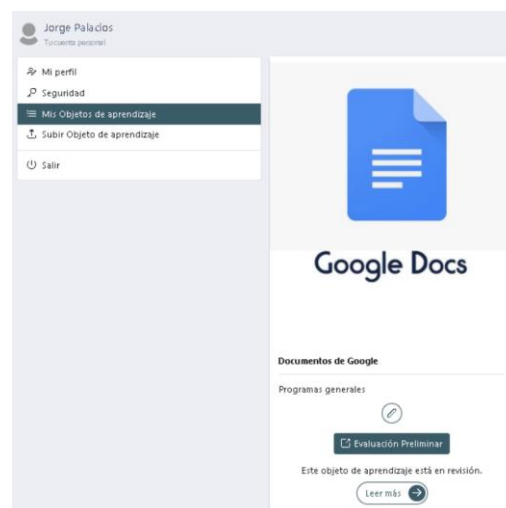 Jorge Palacios
Tu cuenta personal
Mi perfil
Seguridad
Mis Objetos de aprendizaje
Subir Objeto de aprendizaje
Salir
Google Docs
Documentos de Google
Programas generales
Evaluación Preliminar
Este objeto de aprendizaje está en revisión.
Leer más